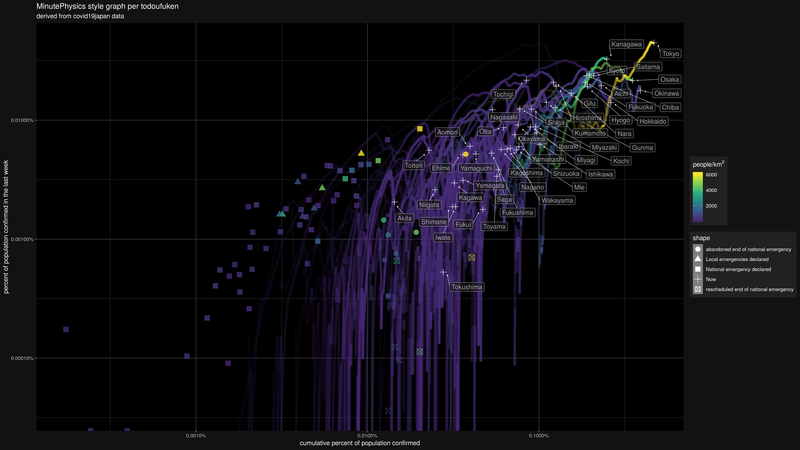 MinutePhysics style graph per todoufuken
derived from covid19japan data
percent of population confirmed in the last week
0.01000%
0.00100%
0.00010%
0.0010%
0.0100%
0.1000%
cumulative percent of population confirmed
Kanagawa
Tokyo
Saitama
Kyoto
Osaka
Okinawa
Tochigi
Aichi
Gifu
Fukuoka
Chiba
Nagasaki
Hiroshima
Shiga
Hyogo
Hokkaido
Aomori
Oita
Kumamoto
Nara
Okayama
Ibaraki
Miyazaki
Gunma
Tottori
Ehime
Yamaguchi
Yamanashi
Miyagi
Kochi
Kagoshima
Shizuoka
Ishikawa
Yamagata
Nagano
Mie
Niigata
Kagawa
Saga
Wakayama
Akita
Shimane
Fukui
Fukushima
Toyama
Iwate
Tokushima
people/km²
6000
4000
2000
shape
abandoned end of national emergency
Local emergencies declared
National emergency declared
Now
rescheduled end of national emergency